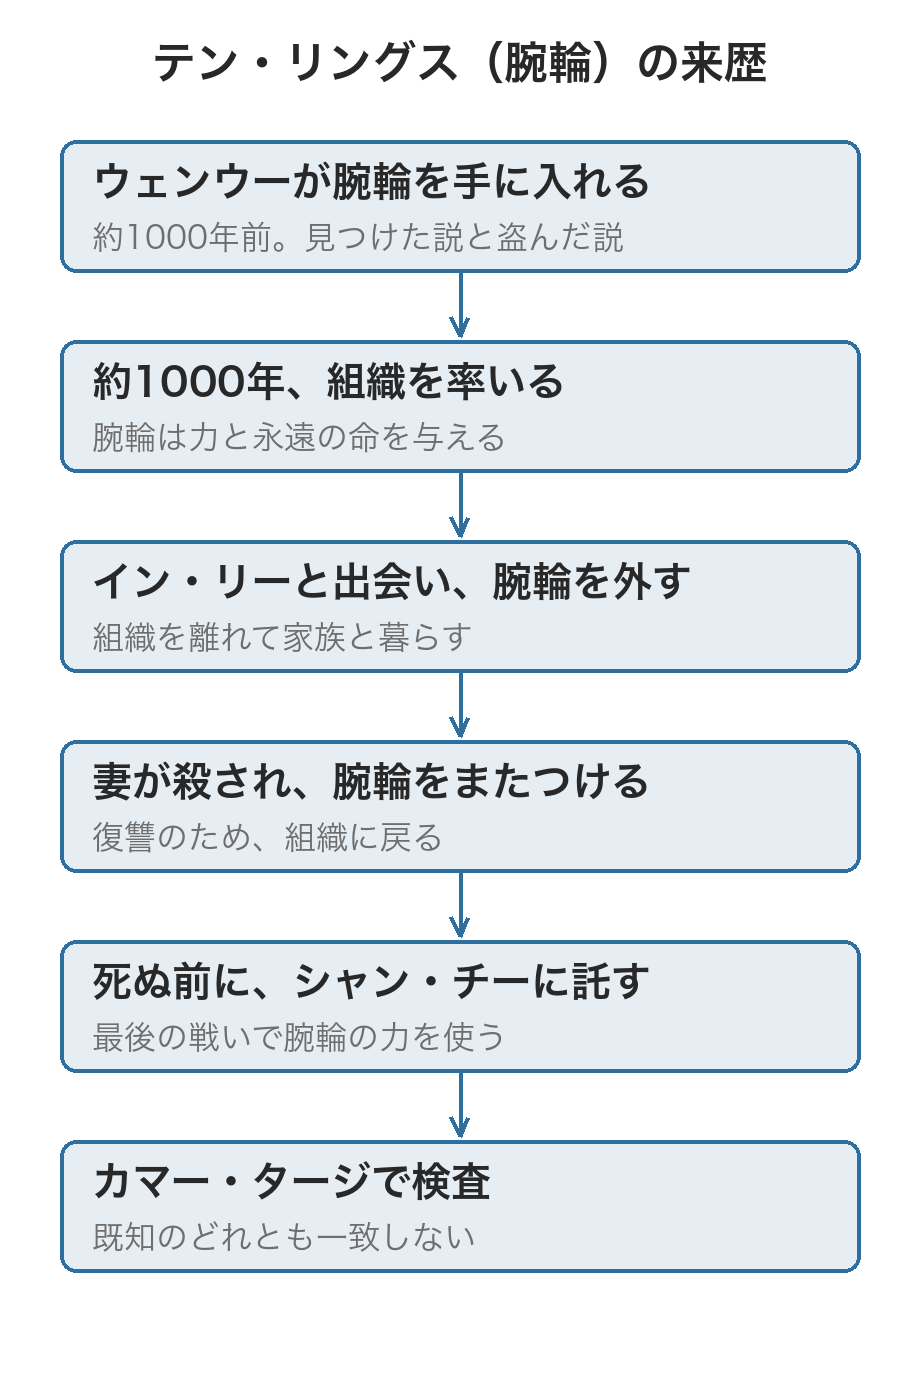 テン・リングス（腕輪）の来歴
ウェンウーが腕輪を手に入れる
約1000年前。見つけた説と盗んだ説
約1000年、組織を率いる
腕輪は力と永遠の命を与える
イン・リーと出会い、腕輪を外す
組織を離れて家族と暮らす
妻が殺され、腕輪をまたつける
復讐のため、組織に戻る
死ぬ前に、シャン・チーに託す
最後の戦いで腕輪の力を使う
カマー・タージで検査
既知のどれとも一致しない